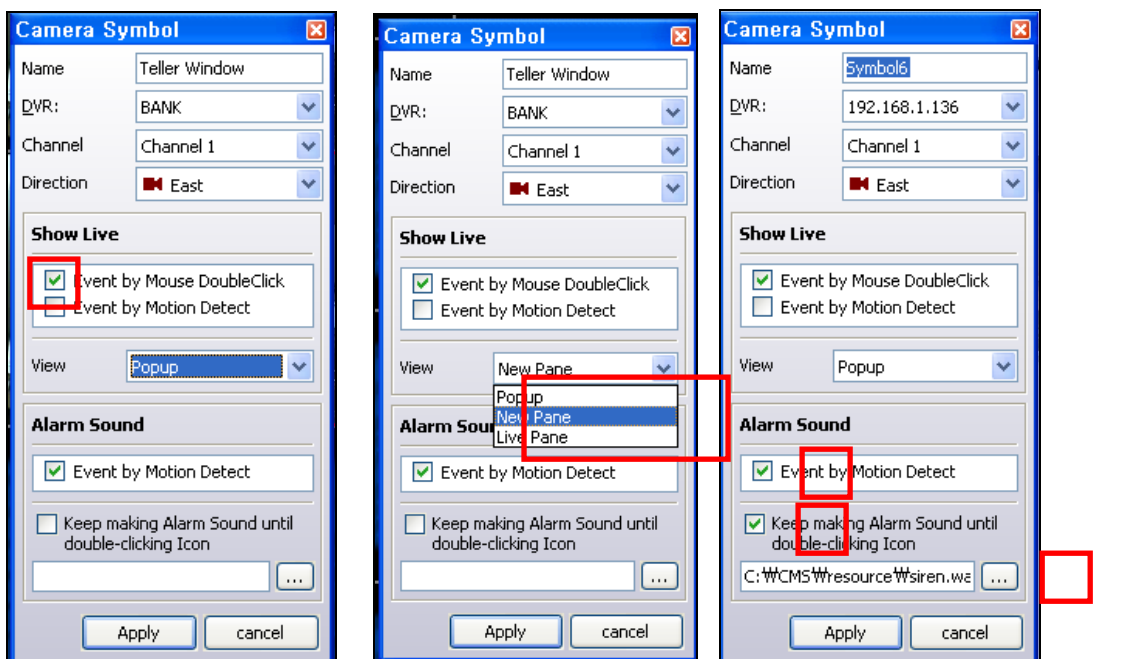 Camera Symbol
Name Teller Window
DVR: BANK
Channel Channel 1
Direction East
Show Live
Event by Mouse DoubleClick
Event by Motion Detect
View Popup
Alarm Sound
Event by Motion Detect
Keep making Alarm Sound until
double-clicking Icon
...
Apply cancel
Camera Symbol
Name Teller Window
DVR: BANK
Channel Channel 1
Direction East
Show Live
Event by Mouse DoubleClick
Event by Motion Detect
View New Pane
Popup
New Pane
Live Pane
Alarm Sou
Event by Motion Detect
Keep making Alarm Sound until
double-clicking Icon
...
Apply cancel
Camera Symbol
Name Symbol6
DVR: 192.168.1.136
Channel Channel 1
Direction East
Show Live
Event by Mouse DoubleClick
Event by Motion Detect
View Popup
Alarm Sound
Event by Motion Detect
Keep making Alarm Sound until
double-clicking Icon
C:₩CMS₩resource₩siren.wa ...
Apply cancel